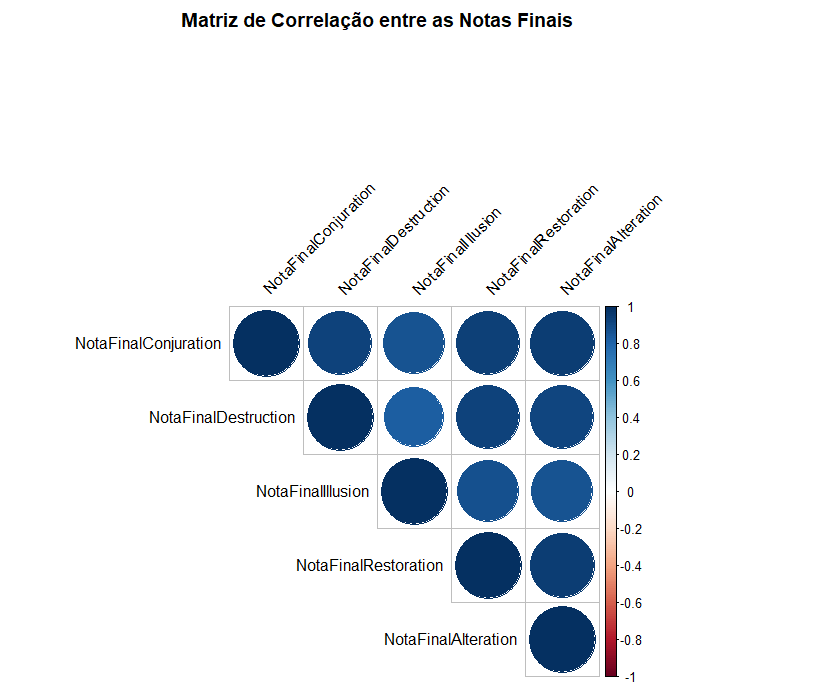 Matriz de Correlação entre as Notas Finais
NotaFinalConjuration
NotaFinalDestruction
NotaFinalIllusion
NotaFinalRestoration
NotaFinalAlteration
NotaFinalConjuration
NotaFinalDestruction
NotaFinalIllusion
NotaFinalRestoration
NotaFinalAlteration
1
0.8
0.6
0.4
0.2
0
-0.2
-0.4
-0.6
-0.8
-1